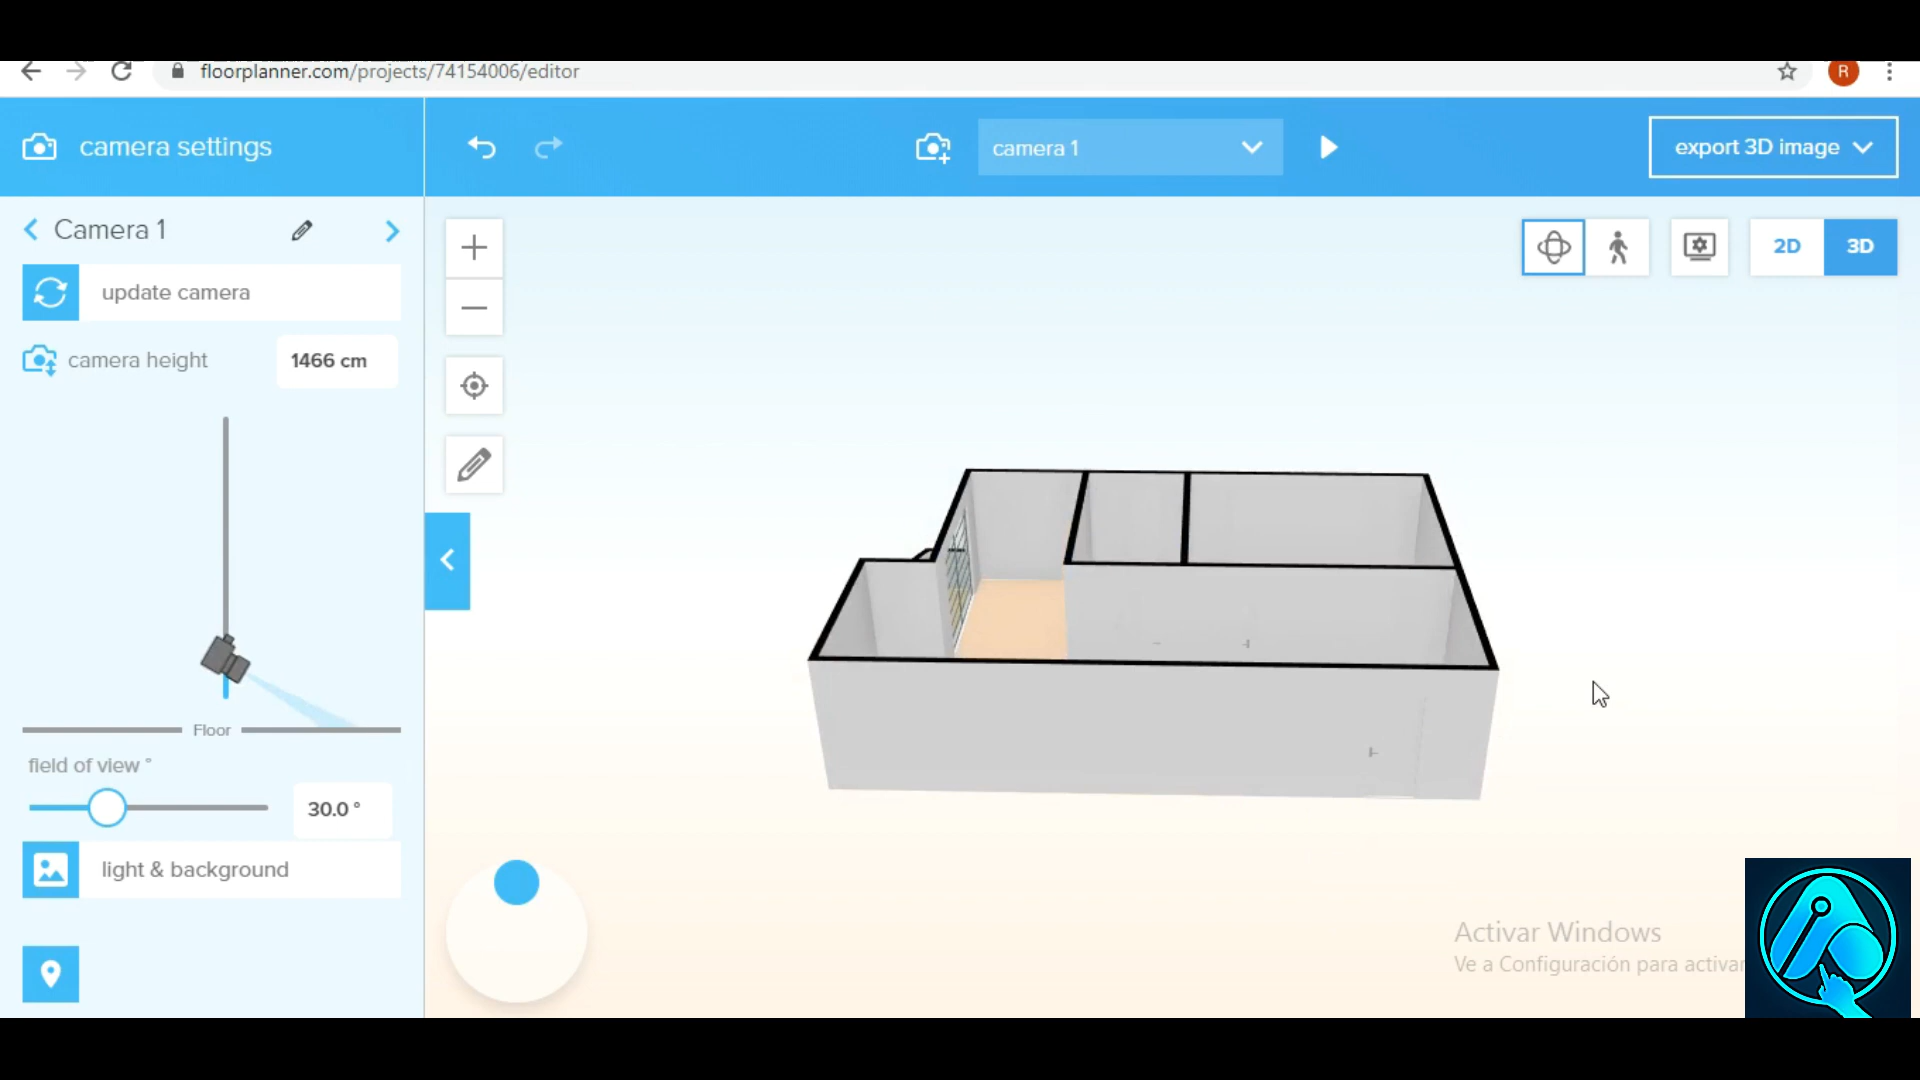 floorplanner.com/projects/74154006/editor
R
camera settings
camera 1
export 3D image
Camera 1
2D
3D
update camera
camera height
1466 cm
Floor
field of view °
30.0 °
light & background
Activar Windows
Ve a Configuración para activar